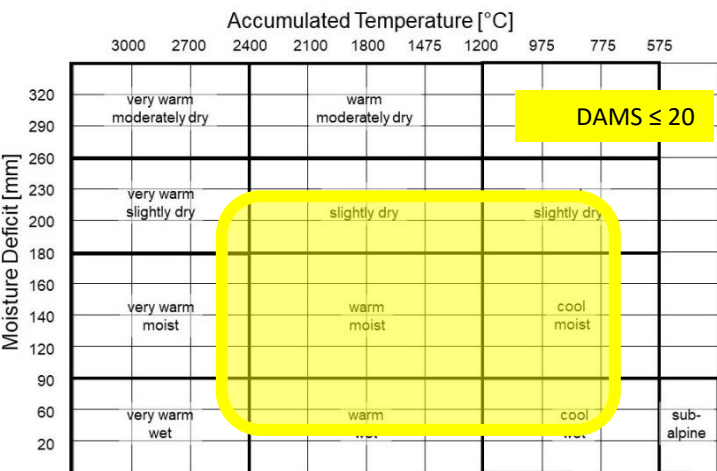 Accumulated Temperature [°C]
3000 2700 2400 2100 1800 1475 1200 975 775 575
Moisture Deficit [mm]
320
290
260
230
200
180
160
140
120
90
60
20
very warm
moderately dry
warm
moderately dry
DAMS ≤ 20
very warm
slightly dry
slightly dry
slightly dry
very warm
moist
warm
moist
cool
moist
very warm
wet
warm
wet
cool
wet
sub-
alpine